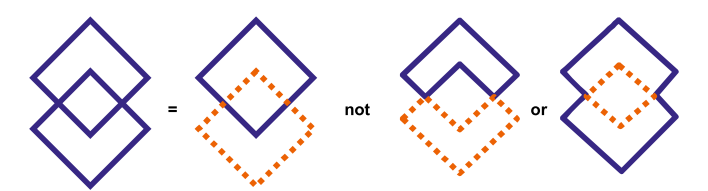 = not or